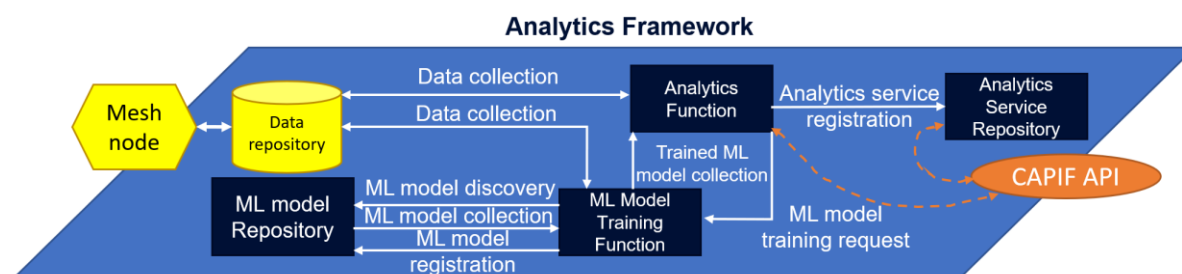 Analytics Framework
Mesh
node
Data
repository
Data collection
Data collection
Analytics
Function
Analytics service
registration
Analytics
Service
Repository
Trained ML
model collection
CAPIF API
ML model
Repository
ML model discovery
ML model collection
ML model
registration
ML Model
Training
Function
ML model
training request